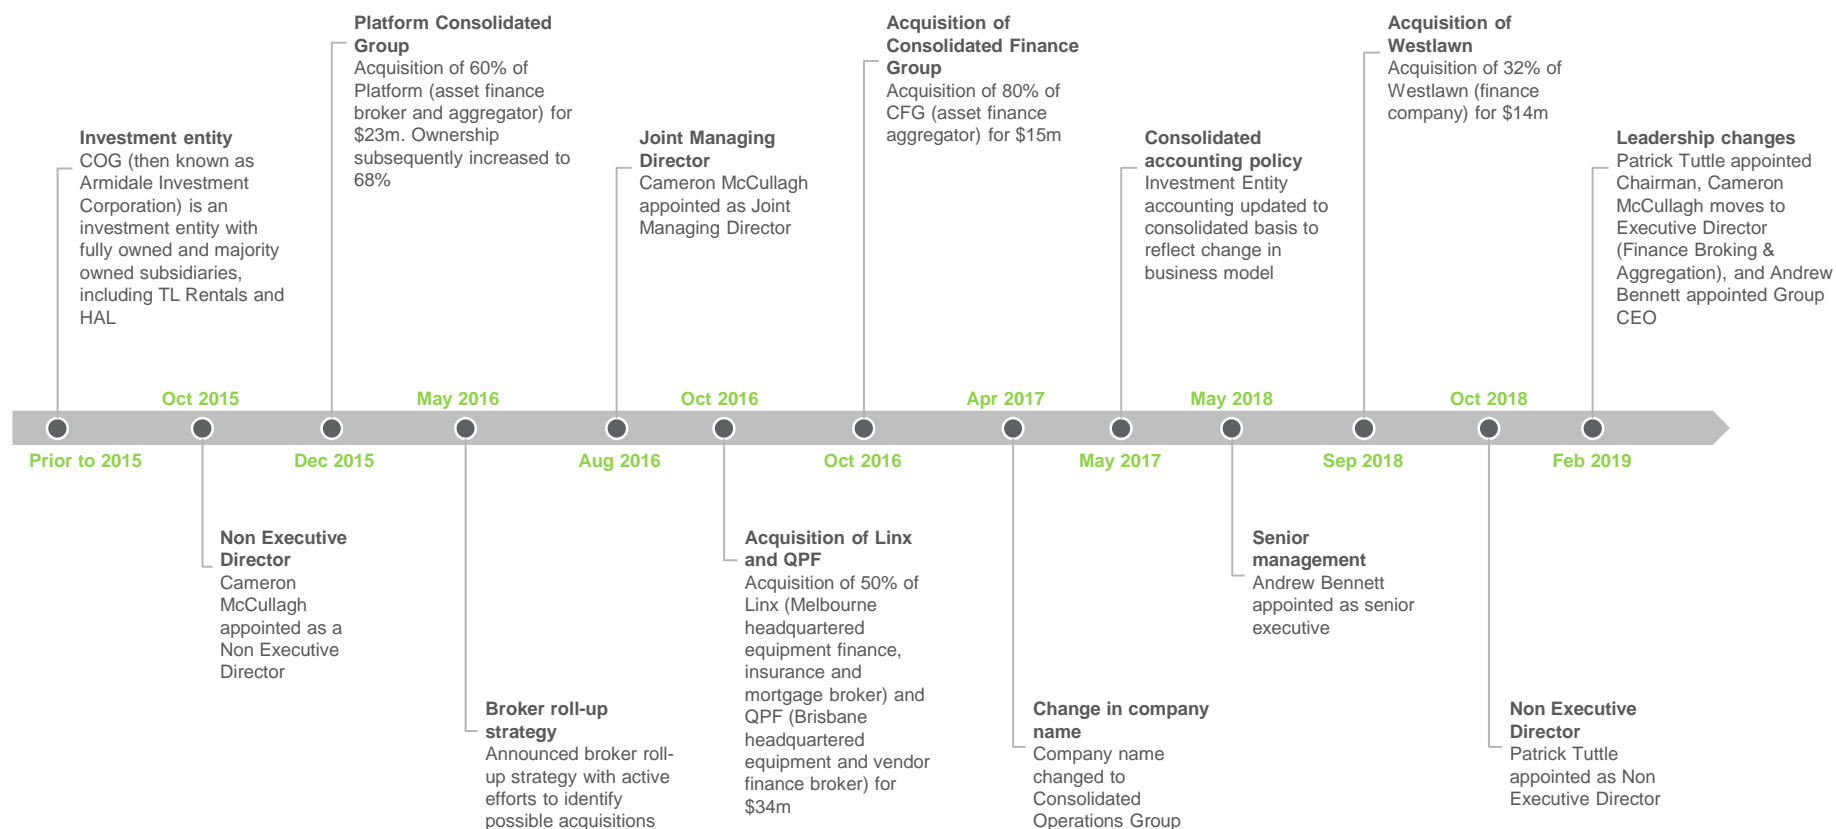 Platform Consolidated
Group
Acquisition of 60% of
Platform (asset finance
broker and aggregator) for
$23m. Ownership
subsequently increased to
68%
Acquisition of
Consolidated Finance
Group
Acquisition of 80% of
CFG (asset finance
aggregator) for $15m
Acquisition of
Westlawn
Acquisition of 32% of
Westlawn (finance
company) for $14m
Investment entity
COG (then known as
Armidale Investment
Corporation) is an
investment entity with
fully owned and majority
owned subsidiaries,
including TL Rentals and
HAL
Joint Managing
Director
Cameron McCullagh
appointed as Joint
Managing Director
Consolidated
accounting policy
Investment Entity
accounting updated to
consolidated basis to
reflect change in
business model
Leadership changes
Patrick Tuttle appointed
Chairman, Cameron
McCullagh moves to
Executive Director
(Finance Broking &
Aggregation), and Andrew
Bennett appointed Group
CEO
Oct 2015
May 2016
Oct 2016
Apr 2017
May 2018
Oct 2018
Prior to 2015
Dec 2015
Aug 2016
Oct 2016
May 2017
Sep 2018
Feb 2019
Non Executive
Director
Cameron
McCullagh
appointed as a
Non Executive
Director
Broker roll-up
strategy
Announced broker roll-
up strategy with active
efforts to identify
possible acquisitions
Acquisition of Linx
and QPF
Acquisition of 50% of
Linx (Melbourne
headquartered
equipment finance,
insurance and
mortgage broker) and
QPF (Brisbane
headquartered
equipment and vendor
finance broker) for
$34m
Change in company
name
Company name
changed to
Consolidated
Operations Group
Senior
management
Andrew Bennett
appointed as senior
executive
Non Executive
Director
Patrick Tuttle
appointed as Non
Executive Director